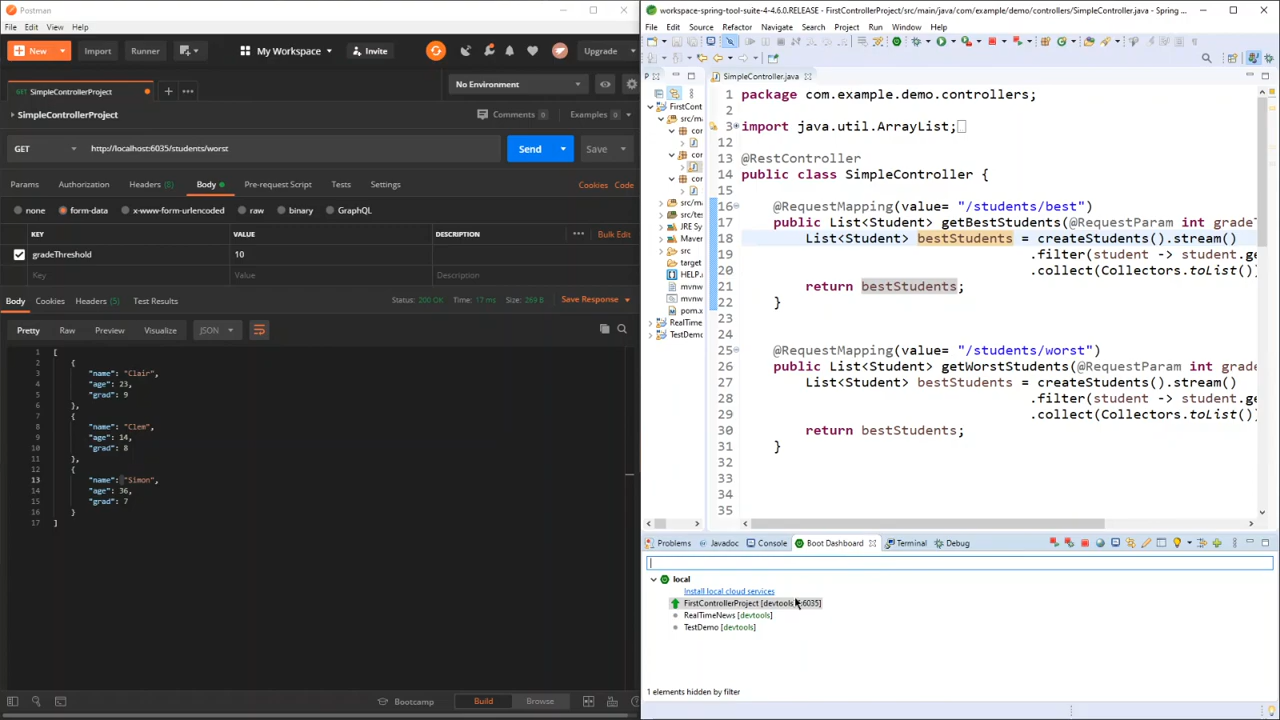 Postman
File Edit View Help
New Import Runner My Workspace Invite Upgrade
GET SimpleControllerProject
No Environment
SimpleControllerProject
Comments 0 Examples 0
GET http://localhost:6035/students/worst Send Save
Params Authorization Headers (8) Body Pre-request Script Tests Settings Cookies Code
none form-data x-www-form-urlencoded raw binary GraphQL
KEY VALUE DESCRIPTION Bulk Edit
gradeThreshold 10
Key Value Description
Body Cookies Headers (5) Test Results Status: 200 OK Time: 17 ms Size: 269 B Save Response
Pretty Raw Preview Visualize JSON
1 [
2 {
3 "name": "Clair",
4 "age": 23,
5 "grad": 9
6 },
7 {
8 "name": "Clem",
9 "age": 14,
10 "grad": 8
11 },
12 {
13 "name": "Simon",
14 "age": 36,
15 "grad": 7
16 }
17 ]
Bootcamp Build Browse
workspace-spring-tool-suite-4-4.6.0.RELEASE - FirstControllerProject/src/main/java/com/example/demo/controllers/SimpleController.java - Spring ...
File Edit Source Refactor Navigate Search Project Run Window Help
P
FirstCont
src/m
con
J
con
J
con
J
src/m
src/te
JRE Sy
Maver
src
target
HELP.
mvnw
mvnw
pom.x
RealTime
TestDemo
SimpleController.java
1 package com.example.demo.controllers;
2
3 import java.util.ArrayList;
12
13 @RestController
14 public class SimpleController {
15
16 @RequestMapping(value= "/students/best")
17 public List<Student> getBestStudents(@RequestParam int gradeT
18 List<Student> bestStudents = createStudents().stream()
19 .filter(student -> student.ge
20 .collect(Collectors.toList()
21 return bestStudents;
22 }
23
24
25 @RequestMapping(value= "/students/worst")
26 public List<Student> getWorstStudents(@RequestParam int grade
27 List<Student> bestStudents = createStudents().stream()
28 .filter(student -> student.ge
29 .collect(Collectors.toList()
30 return bestStudents;
31 }
32
33
34
35
Problems Javadoc Console Boot Dashboard Terminal Debug
local
Install local cloud services
FirstControllerProject [devtools :6035]
RealTimeNews [devtools]
TestDemo [devtools]
1 elements hidden by filter